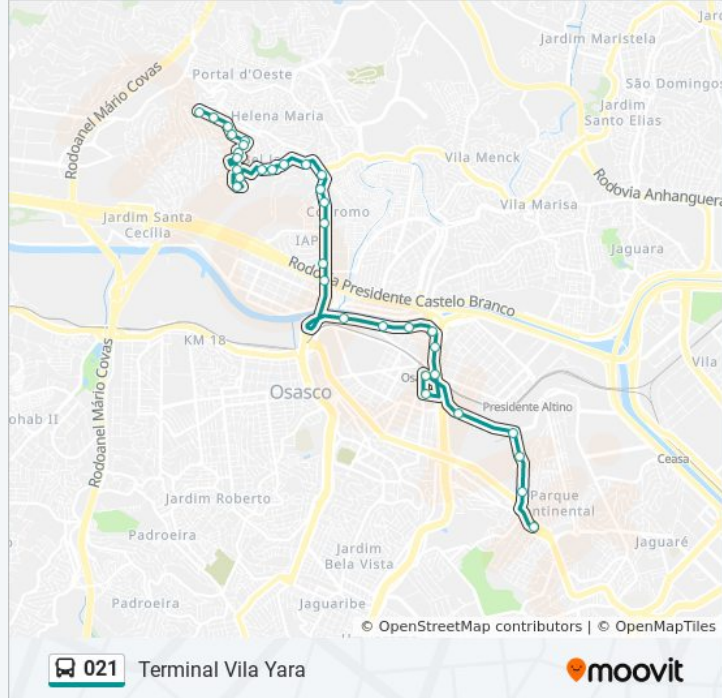 Jardim Maristela
Portal d'Oeste
São Domingos
Jardim
Santo Elias
Helena Maria
Rodoanel Mário Covas
Vila Menck
Rodovia Anhanguera
Vila Marisa
Jardim Santa
Cecília
IAP
Jaguara
Rodo
a Presidente Castelo Branco
KM 18
Vila
Osasco
Presidente Altino
Rodoanel Mário Covas
Ceasa
Jardim Roberto
Parque
Padroeira
Jaguaré
Jardim
Bela Vista
Padroeira
Jaguaribe
© OpenStreetMap contributors | © OpenMapTiles
021 Terminal Vila Yara
moovit